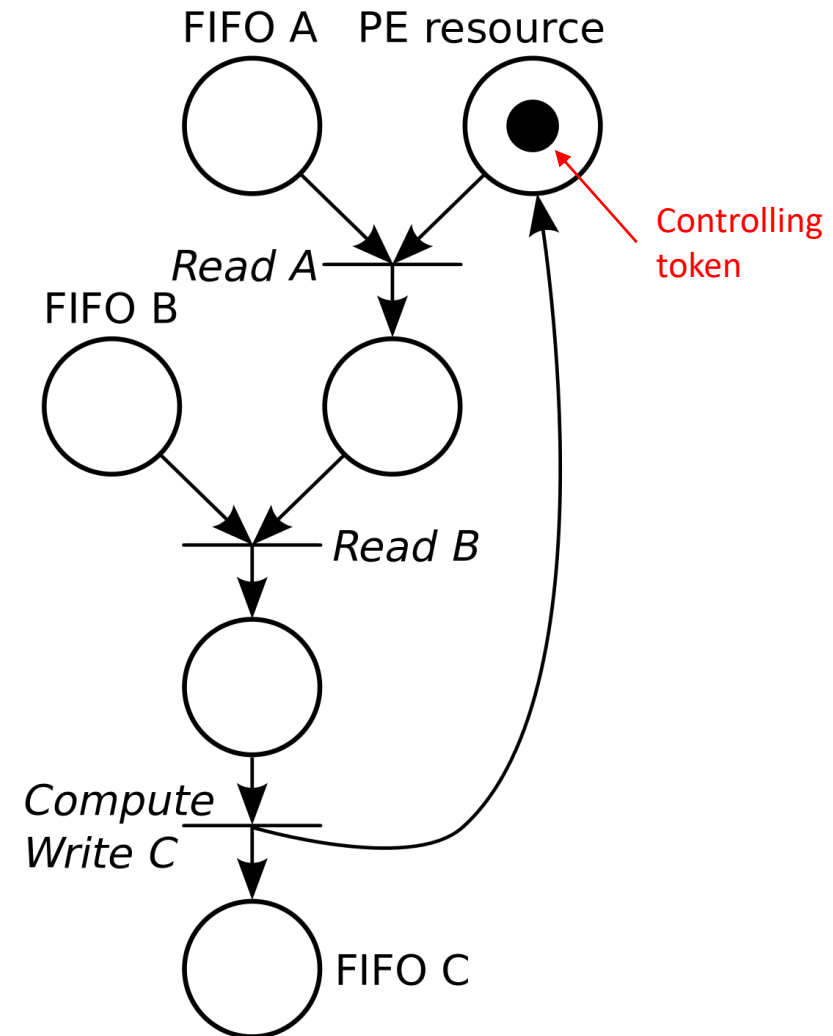 FIFO A
PE resource
Controlling
token
Read A
FIFO B
Read B
Compute
Write C
FIFO C